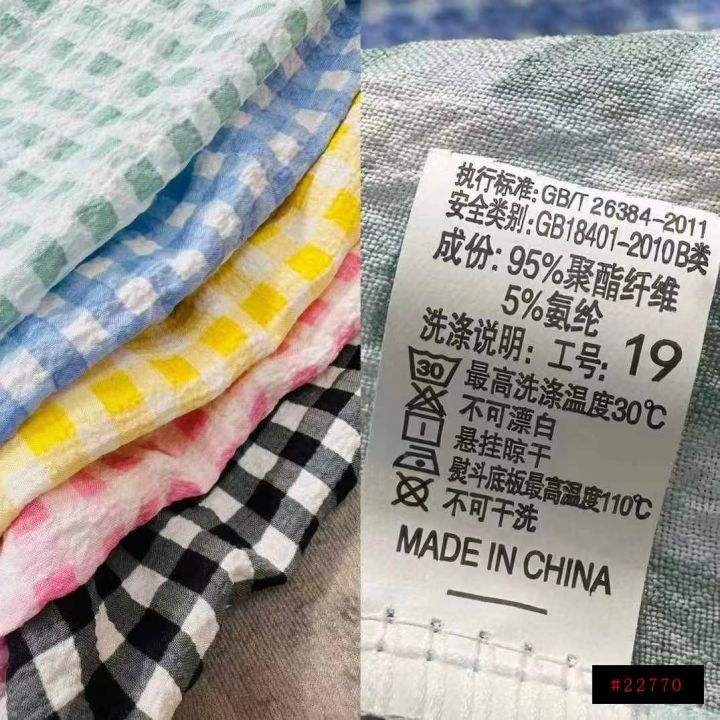 执行标准: GB/T 26384-2011
安全类别: GB18401-2010B类
成份: 95%聚酯纤维
5%氨纶
洗涤说明: 工号: 19
30 最高洗涤温度30℃
不可漂白
悬挂晾干
熨斗底板最高温度110℃
不可干洗
MADE IN CHINA
#22770